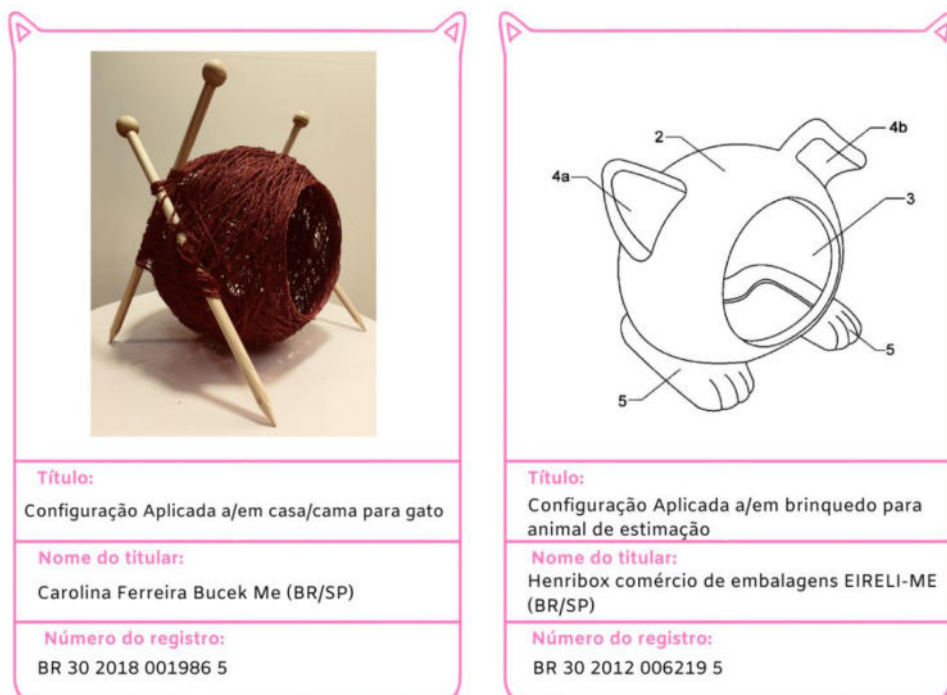 2
4b
4a
3
5
5
Título:
Configuração Aplicada a/em casa/cama para gato
Nome do titular:
Carolina Ferreira Bucek Me (BR/SP)
Número do registro:
BR 30 2018 001986 5
Título:
Configuração Aplicada a/em brinquedo para
animal de estimação
Nome do titular:
Henribox comércio de embalagens EIRELI-ME
(BR/SP)
Número do registro:
BR 30 2012 006219 5